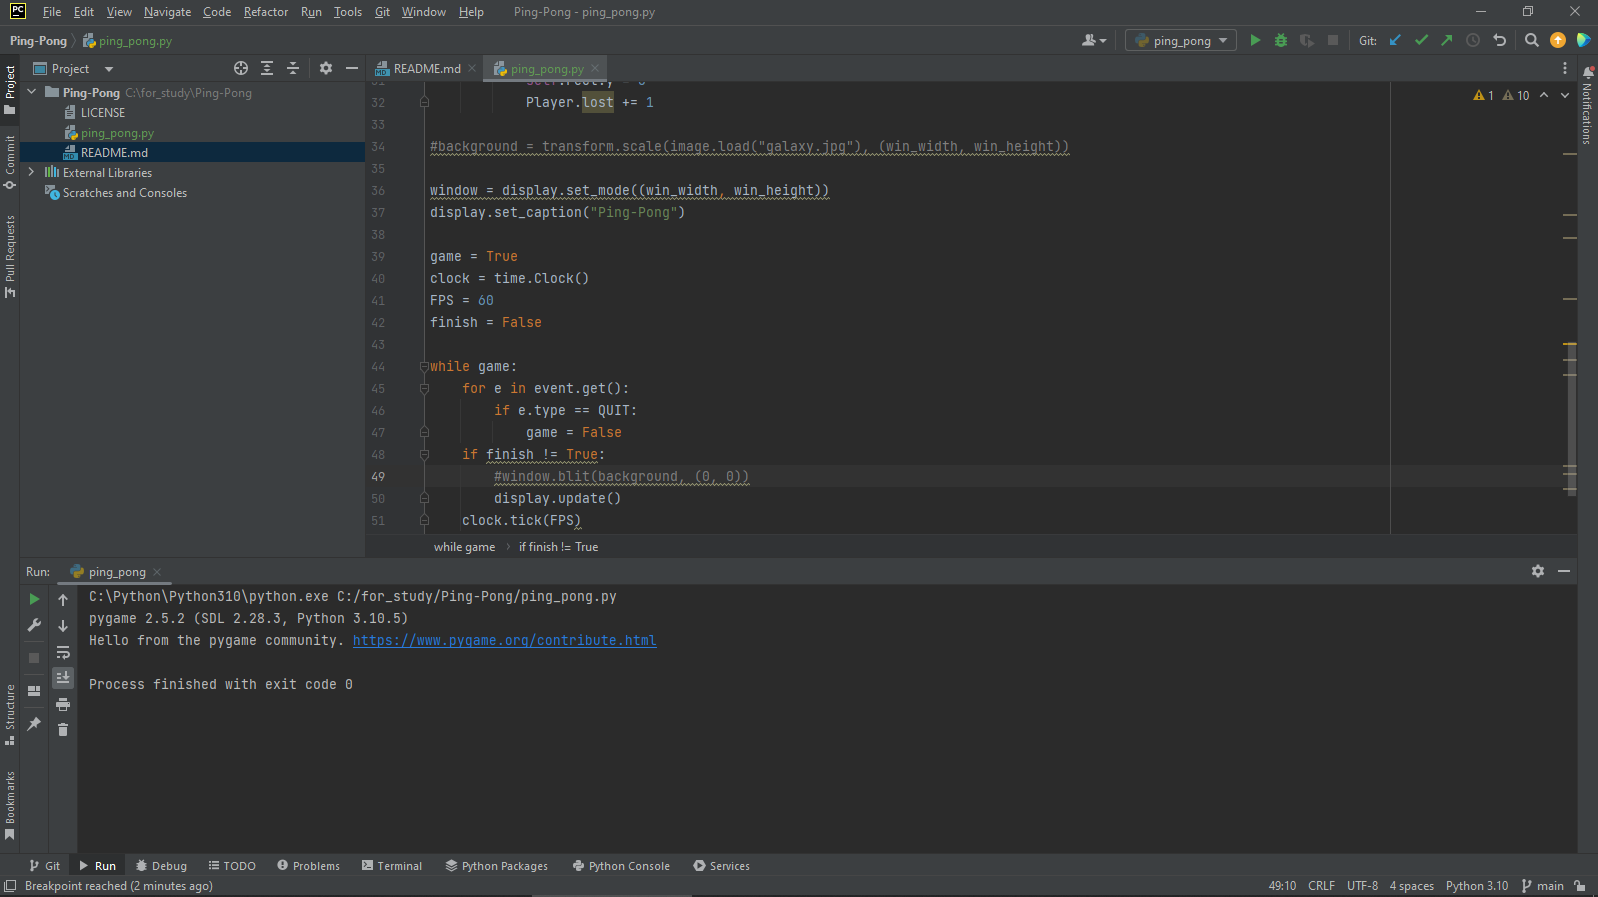 PC File Edit View Navigate Code Refactor Run Tools Git Window Help Ping-Pong - ping_pong.py
Ping-Pong ping_pong.py ping_pong Git:
Project
Commit
Pull Requests
Structure
Bookmarks
Notifications
Project
Ping-Pong C:\for_study\Ping-Pong
LICENSE
ping_pong.py
README.md
External Libraries
Scratches and Consoles
README.md ping_pong.py
1 10
32 Player.lost += 1
33
34 #background = transform.scale(image.load("galaxy.jpg"), (win_width, win_height))
35
36 window = display.set_mode((win_width, win_height))
37 display.set_caption("Ping-Pong")
38
39 game = True
40 clock = time.Clock()
41 FPS = 60
42 finish = False
43
44 while game:
45 for e in event.get():
46 if e.type == QUIT:
47 game = False
48 if finish != True:
49 #window.blit(background, (0, 0))
50 display.update()
51 clock.tick(FPS)
while game if finish != True
Run: ping_pong
C:\Python\Python310\python.exe C:/for_study/Ping-Pong/ping_pong.py
pygame 2.5.2 (SDL 2.28.3, Python 3.10.5)
Hello from the pygame community. https://www.pygame.org/contribute.html
Process finished with exit code 0
Git Run Debug TODO Problems Terminal Python Packages Python Console Services
Breakpoint reached (2 minutes ago) 49:10 CRLF UTF-8 4 spaces Python 3.10 main